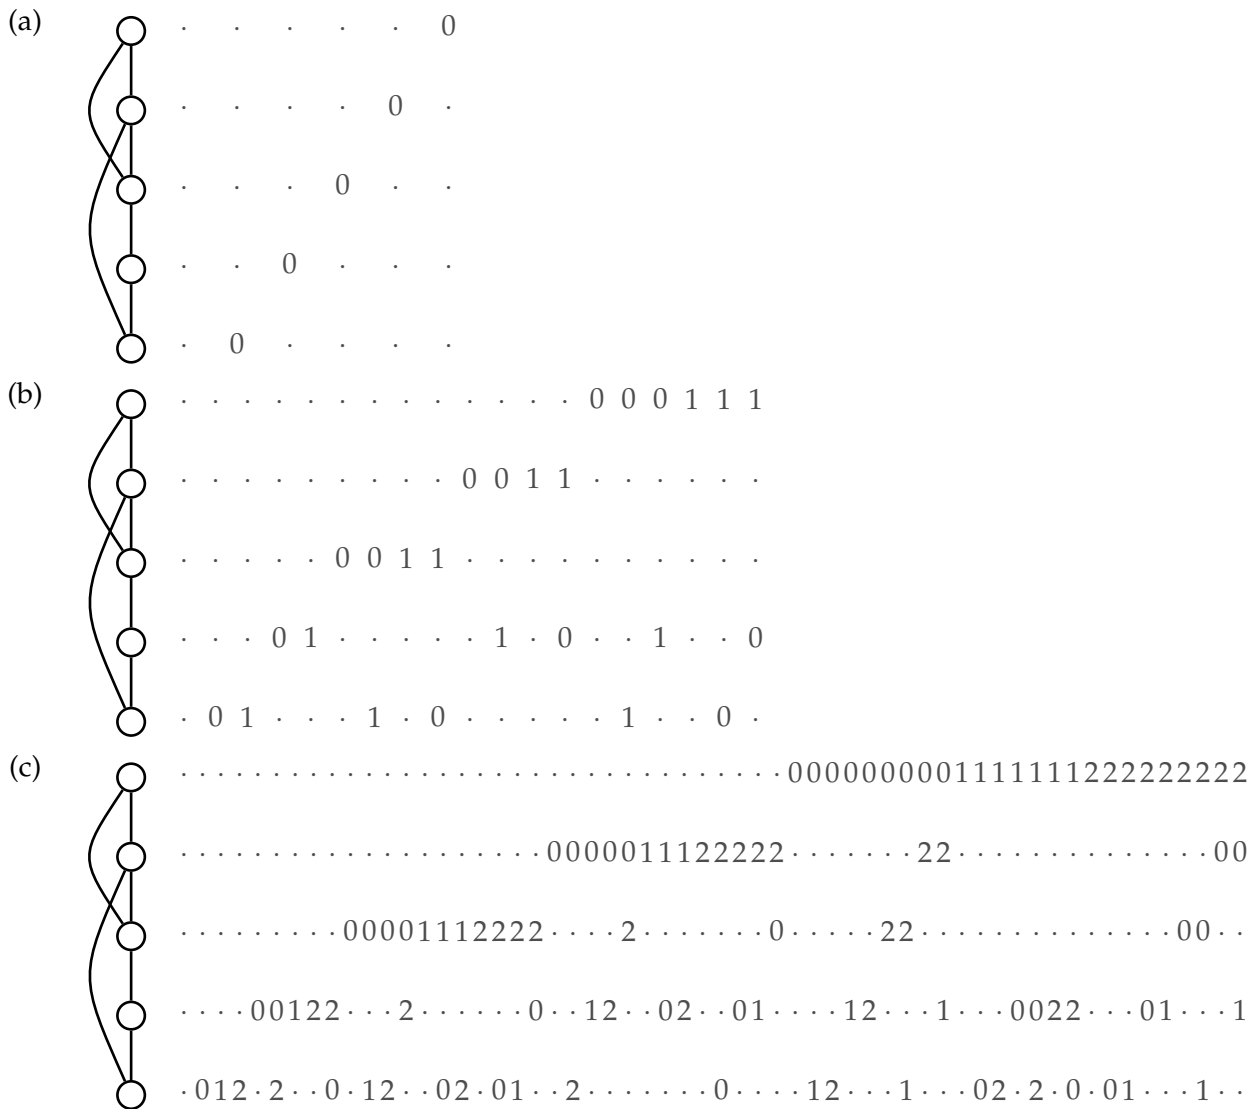 (a) · · · · · 0
· · · · 0 ·
· · · 0 · ·
· · 0 · · ·
· 0 · · · ·
(b) · · · · · · · · · · · · · 0 0 0 1 1 1
· · · · · · · · · 0 0 1 1 · · · · · ·
· · · · · 0 0 1 1 · · · · · · · · · ·
· · · 0 1 · · · · · 1 · 0 · · 1 · · 0
· 0 1 · · · 1 · 0 · · · · · 1 · · 0 ·
(c) ·································0000000001111111222222222
····················0000011122222·······22··············00
·········00001112222····2·······0·····22··············00··
····00122···2······0··12··02··01····12···1···0022···01···1
·012·2··0·12··02·01··2·······0····12···1···02·2·0·01···1··